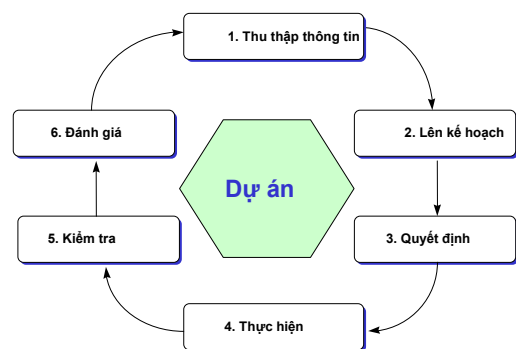 1. Thu thập thông tin
2. Lên kế hoạch
3. Quyết định
4. Thực hiện
5. Kiểm tra
6. Đánh giá
Dự án